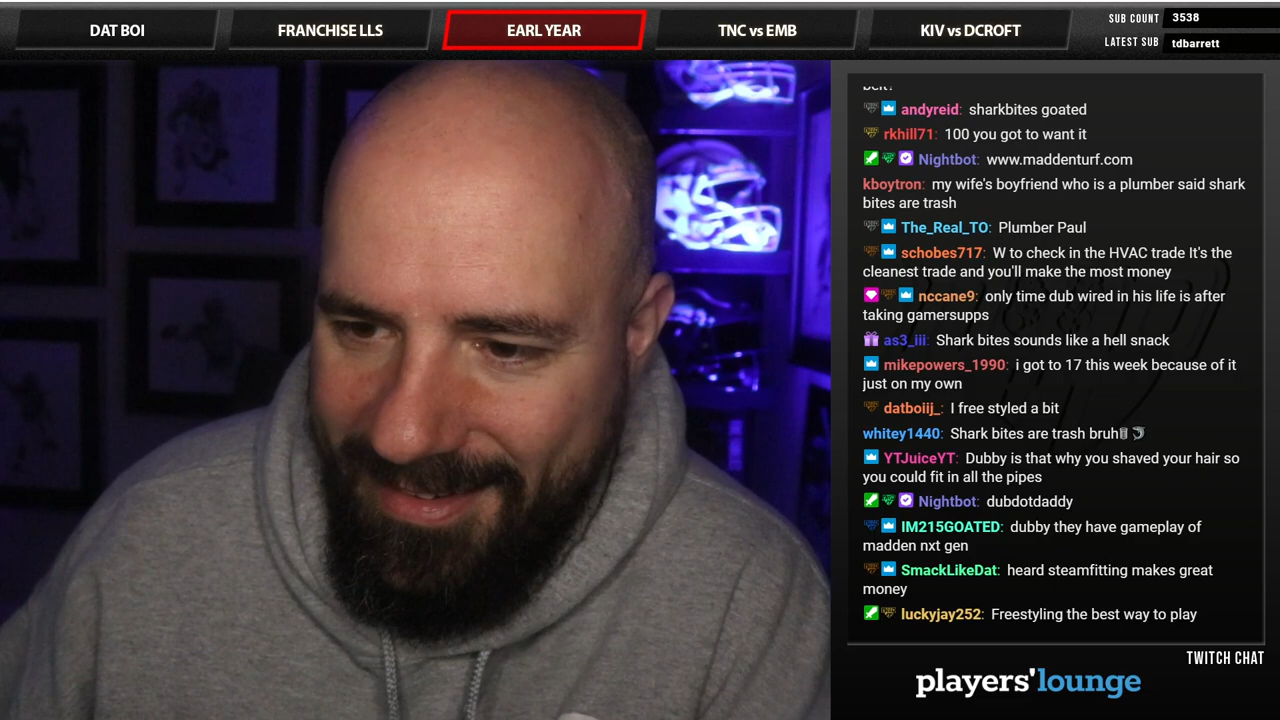 DAT BOI
FRANCHISE LLS
EARL YEAR
TNC vs EMB
KIV vs DCROFT
SUB COUNT 3538
LATEST SUB tdbarrett
andyreid: sharkbites goated
rkhill71: 100 you got to want it
Nightbot: www.maddenturf.com
kboytron: my wife's boyfriend who is a plumber said shark
bites are trash
The_Real_TO: Plumber Paul
schobes717: W to check in the HVAC trade It's the
cleanest trade and you'll make the most money
nccane9: only time dub wired in his life is after
taking gamersupps
as3_iii: Shark bites sounds like a hell snack
mikepowers_1990: i got to 17 this week because of it
just on my own
datboiij_: I free styled a bit
whitey1440: Shark bites are trash bruh
YTJuiceYT: Dubby is that why you shaved your hair so
you could fit in all the pipes
Nightbot: dubdotdaddy
IM215GOATED: dubby they have gameplay of
madden nxt gen
SmackLikeDat: heard steamfitting makes great
money
luckyjay252: Freestyling the best way to play
TWITCH CHAT
players'lounge